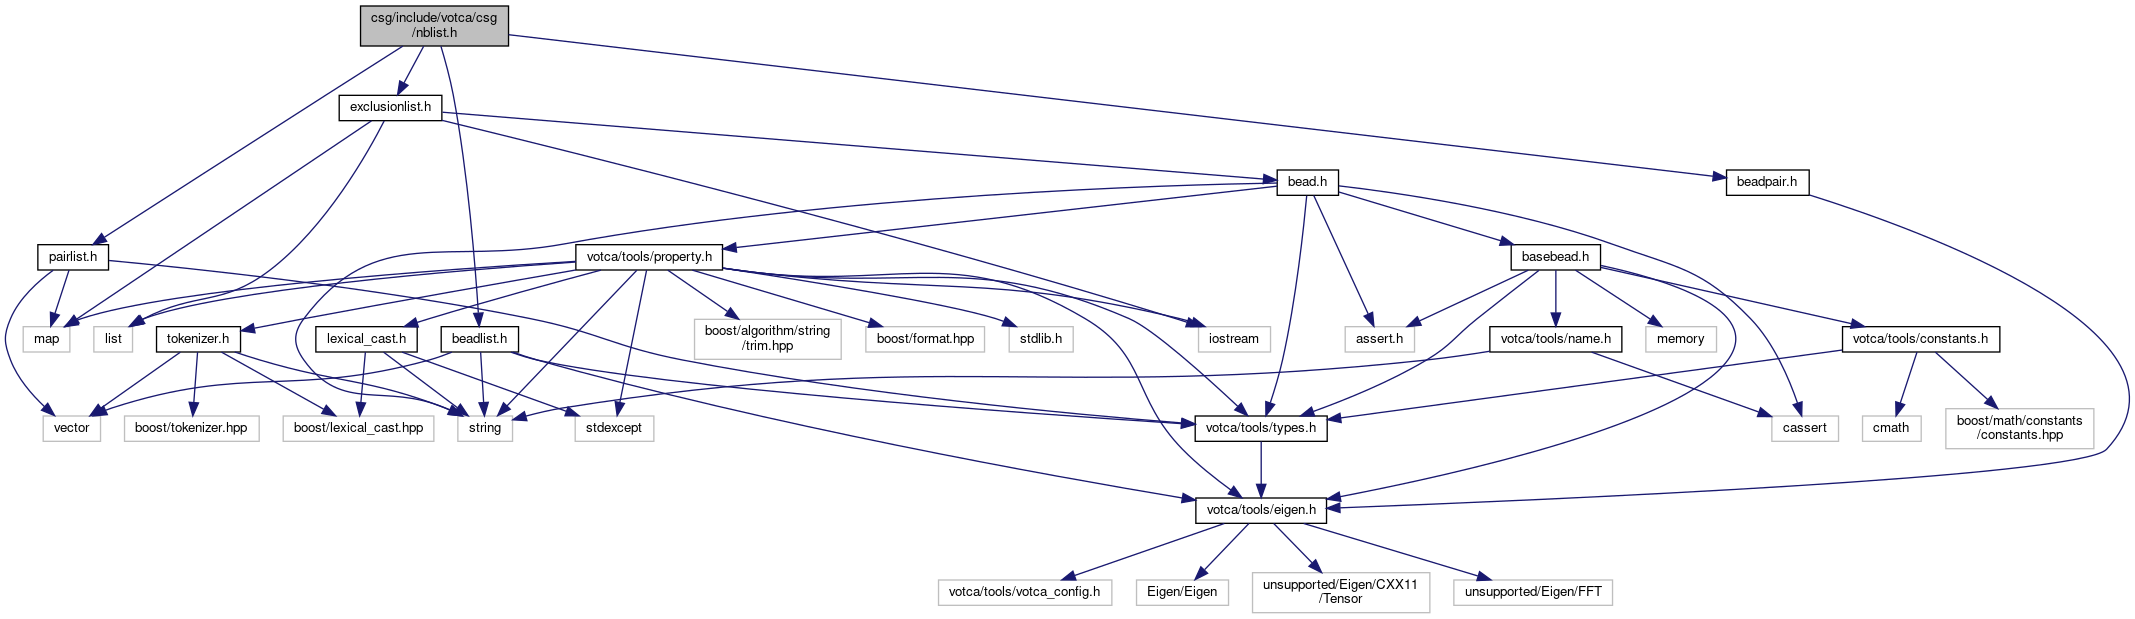 csg/include/votca/csg
/nblist.h
exclusionlist.h
bead.h
beadpair.h
pairlist.h
votca/tools/property.h
basebead.h
map
list
tokenizer.h
lexical_cast.h
beadlist.h
boost/algorithm/string
/trim.hpp
boost/format.hpp
stdlib.h
iostream
assert.h
votca/tools/name.h
memory
votca/tools/constants.h
vector
boost/tokenizer.hpp
boost/lexical_cast.hpp
string
stdexcept
votca/tools/types.h
cassert
cmath
boost/math/constants
/constants.hpp
votca/tools/eigen.h
votca/tools/votca_config.h
Eigen/Eigen
unsupported/Eigen/CXX11
/Tensor
unsupported/Eigen/FFT